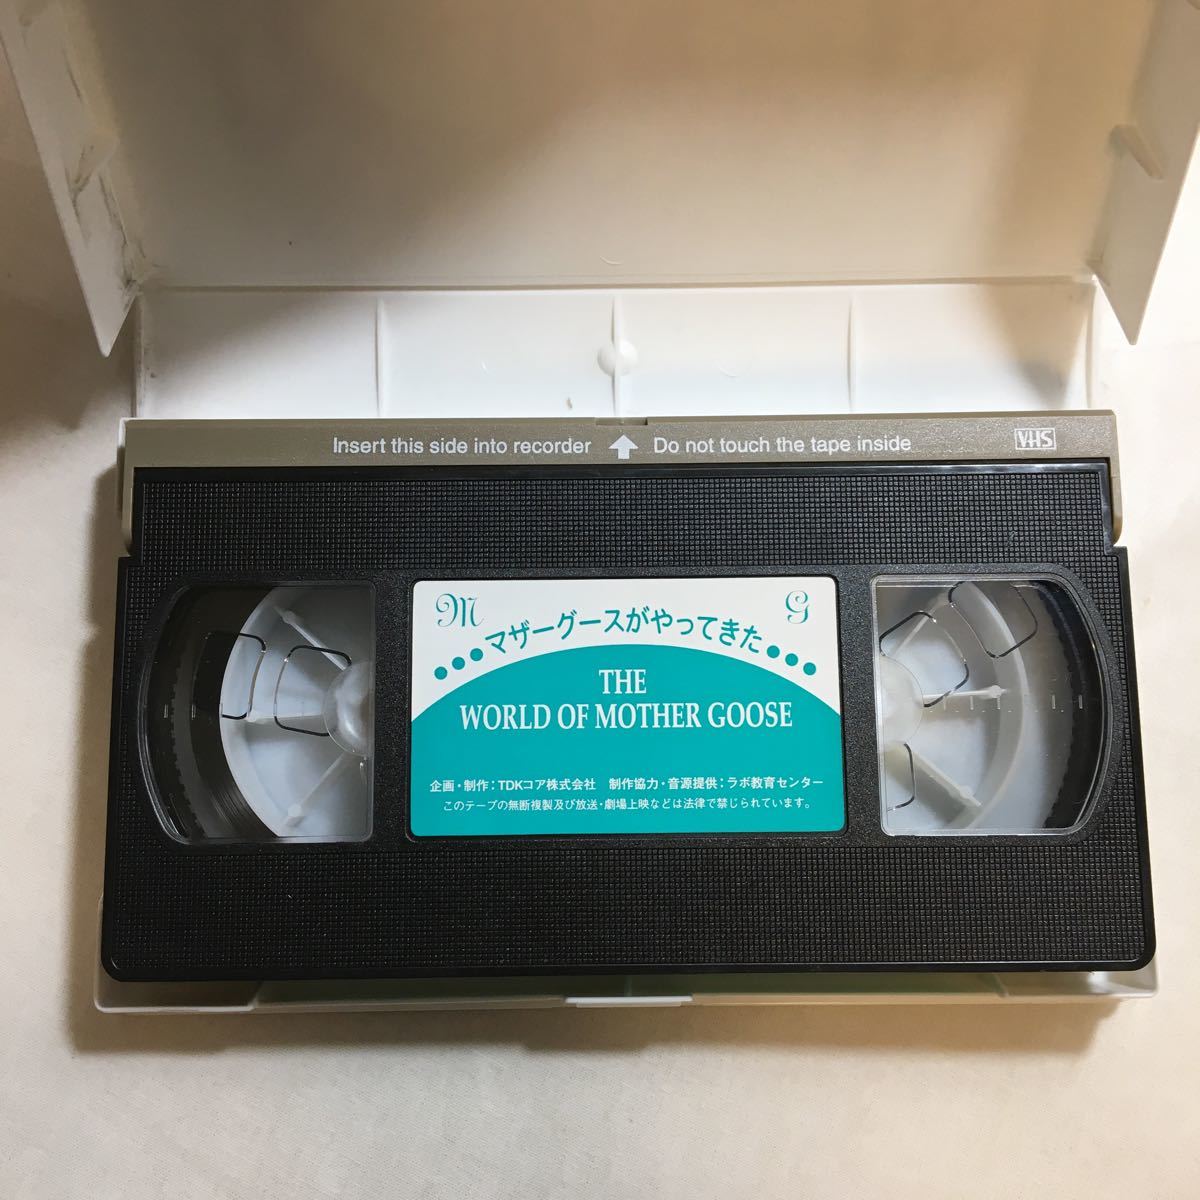 Insert this side into recorder ⬆ Do not touch the tape inside VHS
M G
•••マザーグースがやってきた•••
THE
WORLD OF MOTHER GOOSE
企画・制作：TDKコア株式会社 制作協力・音源提供：ラボ教育センター
このテープの無断複製及び放送・劇場上映などは法律で禁じられています。